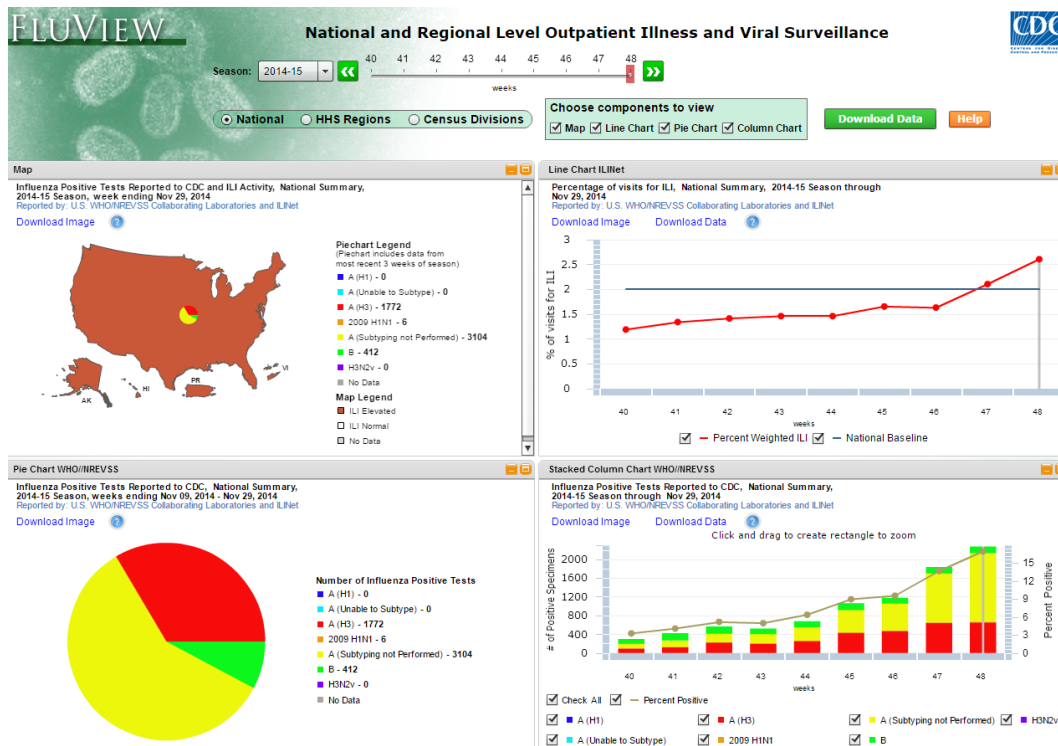 FLUVIEW
National and Regional Level Outpatient Illness and Viral Surveillance
CDC
CENTERS FOR DISEASE
Season: 2014-15
40 41 42 43 44 45 46 47 48
weeks
National HHS Regions Census Divisions
Choose components to view
Map Line Chart Pie Chart Column Chart
Download Data
Help
Map
Influenza Positive Tests Reported to CDC and ILI Activity, National Summary,
2014-15 Season, week ending Nov 29, 2014
Reported by: U.S. WHO/NREVSS Collaborating Laboratories and ILINet
Download Image ?
AK
HI
PR
VI
Piechart Legend
(Piechart includes data from
most recent 3 weeks of season)
A (H1) - 0
A (Unable to Subtype) - 0
A (H3) - 1772
2009 H1N1 - 6
A (Subtyping not Performed) - 3104
B - 412
H3N2v - 0
No Data
Map Legend
ILI Elevated
ILI Normal
No Data
Line Chart ILINet
Percentage of visits for ILI, National Summary, 2014-15 Season through
Nov 29, 2014
Reported by: U.S. WHO/NREVSS Collaborating Laboratories and ILINet
Download Image Download Data ?
% of visits for ILI
3
2.5
2
1.5
1
0.5
0
40 41 42 43 44 45 46 47 48
weeks
Percent Weighted ILI National Baseline
Pie Chart WHO//NREVSS
Influenza Positive Tests Reported to CDC, National Summary,
2014-15 Season, weeks ending Nov 09, 2014 - Nov 29, 2014
Reported by: U.S. WHO/NREVSS Collaborating Laboratories and ILINet
Download Image ?
Number of Influenza Positive Tests
A (H1) - 0
A (Unable to Subtype) - 0
A (H3) - 1772
2009 H1N1 - 6
A (Subtyping not Performed) - 3104
B - 412
H3N2v - 0
No Data
Stacked Column Chart WHO//NREVSS
Influenza Positive Tests Reported to CDC, National Summary,
2014-15 Season through Nov 29, 2014
Reported by: U.S. WHO/NREVSS Collaborating Laboratories and ILINet
Download Image Download Data ?
Click and drag to create rectangle to zoom
# of Positive Specimens
2000
1600
1200
800
400
0
15
12
9
6
3
0
Percent Positive
40 41 42 43 44 45 46 47 48
weeks
Check All Percent Positive
A (H1) A (H3) A (Subtyping not Performed) H3N2v
A (Unable to Subtype) 2009 H1N1 B